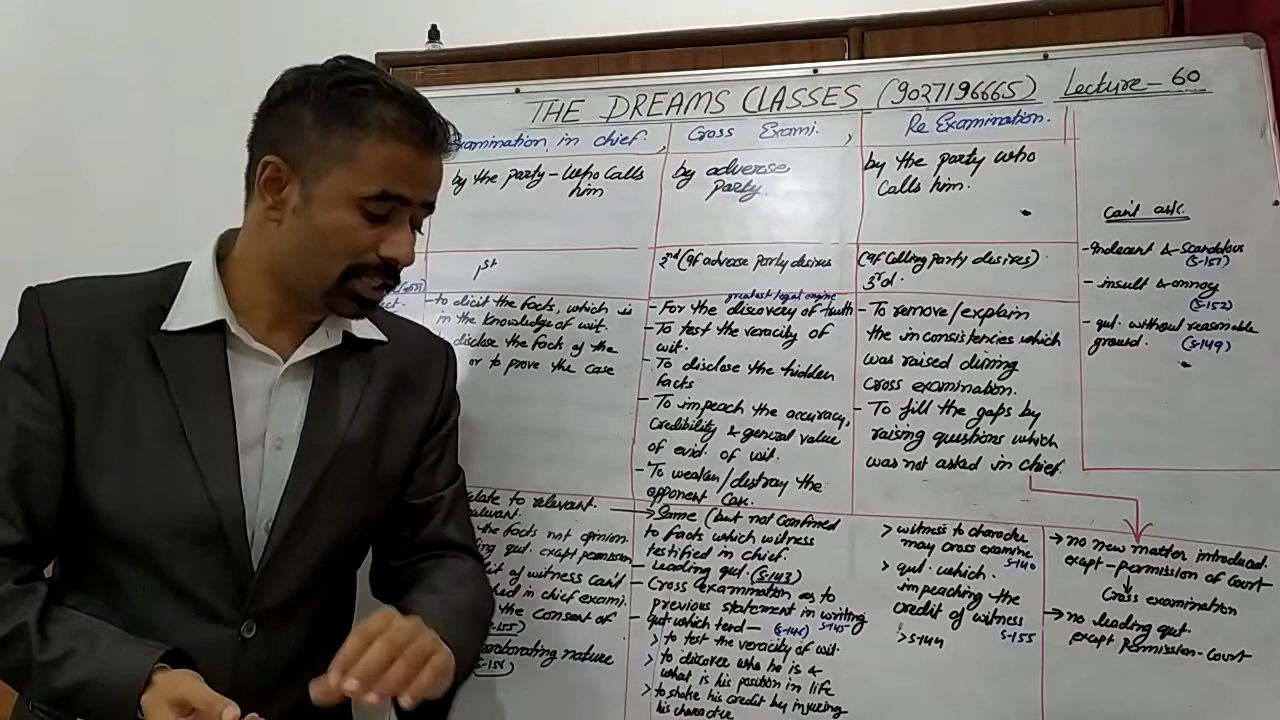 THE DREAMS CLASSES (9027196665) Lecture - 60
Examination in chief,
Cross Exami. ,
Re Examination.
by the party - who calls
him
by adverse
party.
by the party who
Calls him.
1st
2nd (if adverse party desires
(if calling party desires)
3rd.
- to elicit the facts, which is
in the knowledge of wit.
disclose the facts of the
or to prove the case
greatest legal engine
- For the discovery of truth
- To test the veracity of
wit.
- To disclose the hidden
facts
- To impeach the accuracy,
credibility & general value
of evid. of wit.
- To weaken/distroy the
opponent case.
- To remove/explain
the inconsistencies which
was raised during
cross examination.
- To fill the gaps by
raising questions which
was not asked in chief.
can't ask.
- Indecent & scandalous
(S-151)
- insult & annoy
(S-152)
- qut. without reasonable
ground. (S-149)
relate to relevant.
the facts not opinion
qut. exapt permission
of witness can't
in chief exami.
the consent of
S-155)
nature
S-156)
→ Same (but not confined
to facts which witness
testified in chief.
- Leading qut. (S-143)
- Cross examination as to
previous statement in writing
S-145
- Qut which tend - (S-146)
> to test the veracity of wit.
> to discover who he is &
what is his position in life
> to shake his credit by injuring
his character
> witness to character
may cross examine
S-140
> qut. which
impeaching the
credit of witness
S-155
> S-144
→ no new matter introduced.
exapt - permission of Court
↓
Cross examination
→ no leading qut.
exapt permission - court